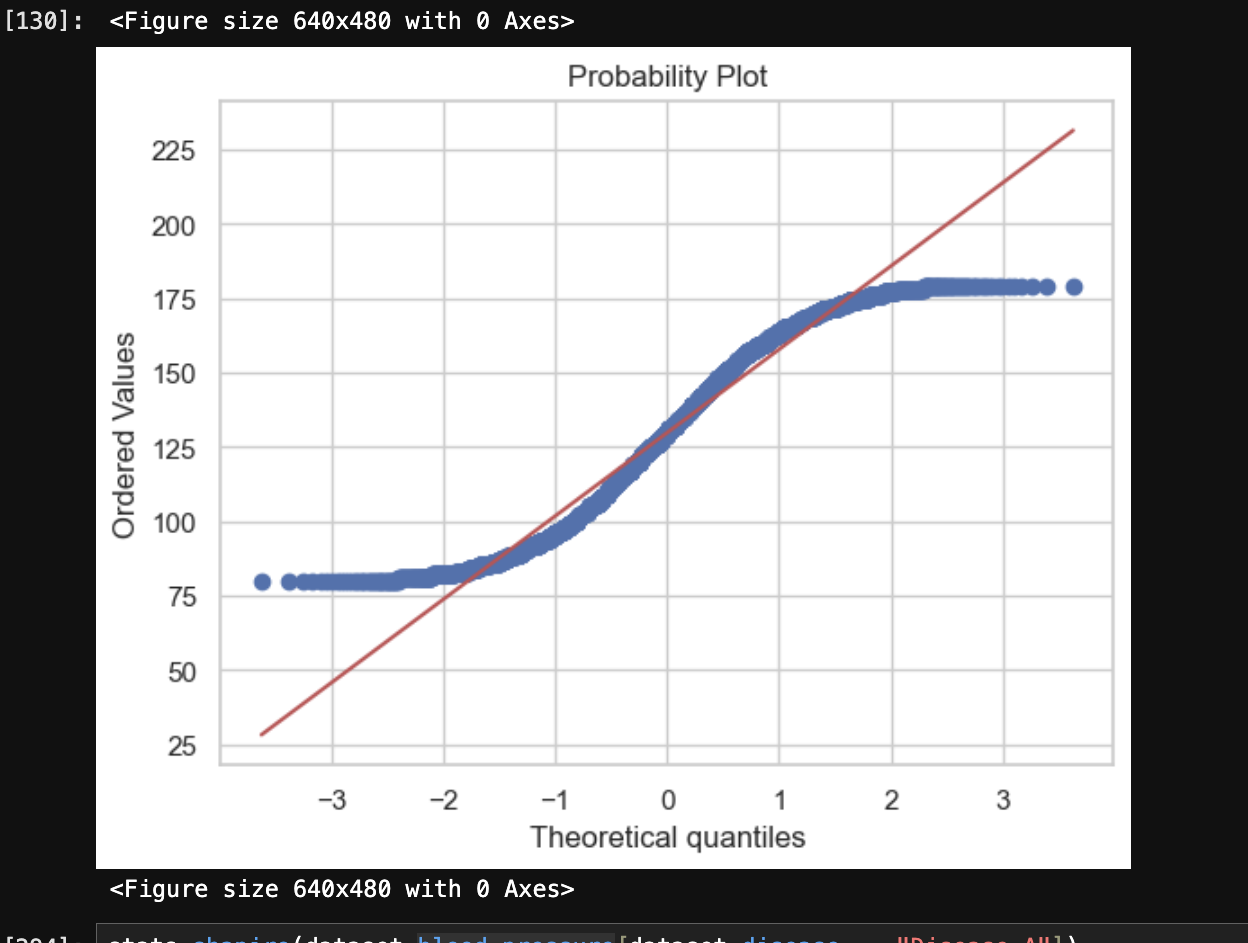 [130]: <Figure size 640x480 with 0 Axes>
Probability Plot
225
200
175
150
125
100
75
50
25
Ordered Values
−3 −2 −1 0 1 2 3
Theoretical quantiles
<Figure size 640x480 with 0 Axes>